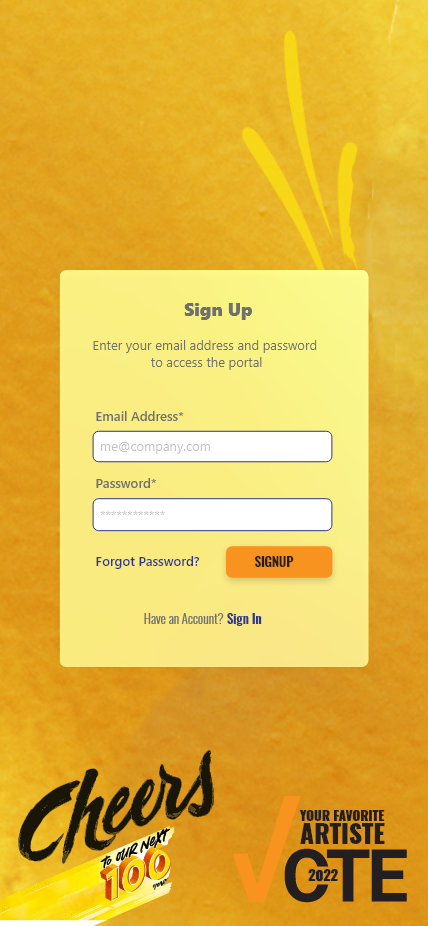 Sign Up
Enter your email address and password
to access the portal
Email Address*
me@company.com
Password*
************
Forgot Password?
SIGNUP
Have an Account? Sign In
Cheers
To OUR NEXT
100
YOUR FAVORITE
ARTISTE
VOTE
2022